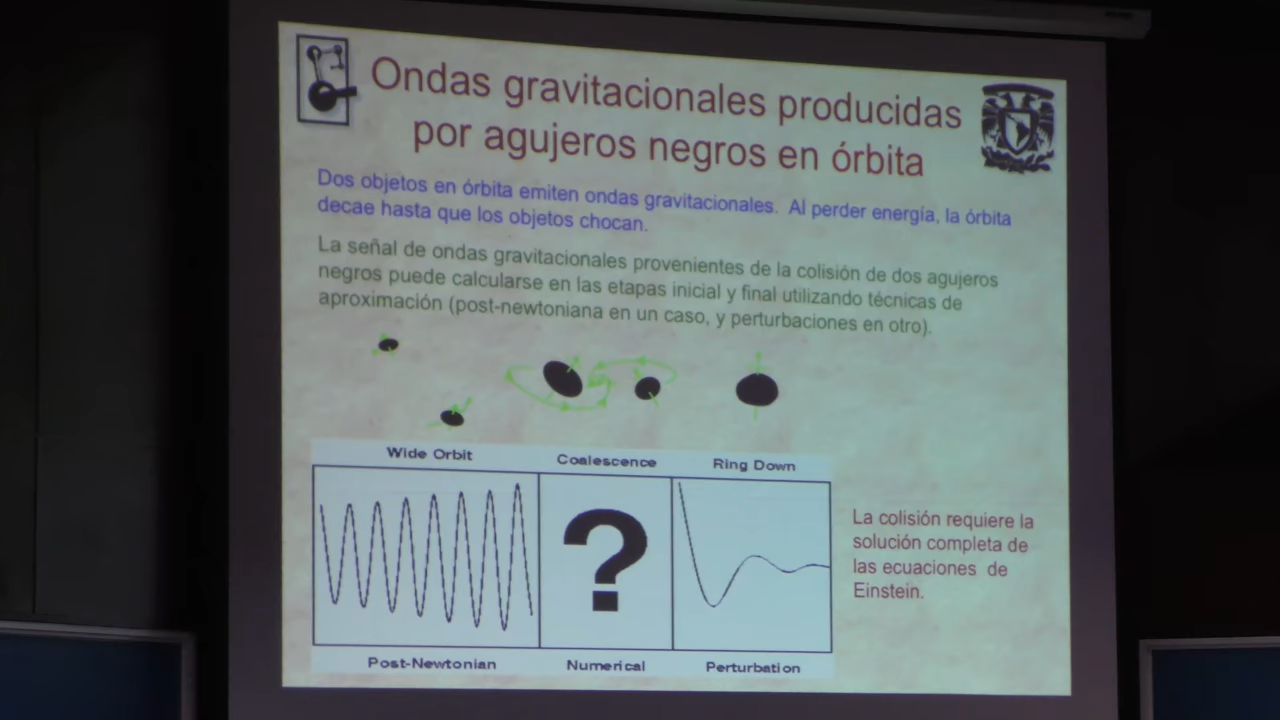 Ondas gravitacionales producidas
por agujeros negros en órbita
Dos objetos en órbita emiten ondas gravitacionales. Al perder energía, la órbita
decae hasta que los objetos chocan.
La señal de ondas gravitacionales provenientes de la colisión de dos agujeros
negros puede calcularse en las etapas inicial y final utilizando técnicas de
aproximación (post-newtoniana en un caso, y perturbaciones en otro).
Wide Orbit
Coalescence
Ring Down
?
Post-Newtonian
Numerical
Perturbation
La colisión requiere la
solución completa de
las ecuaciones de
Einstein.